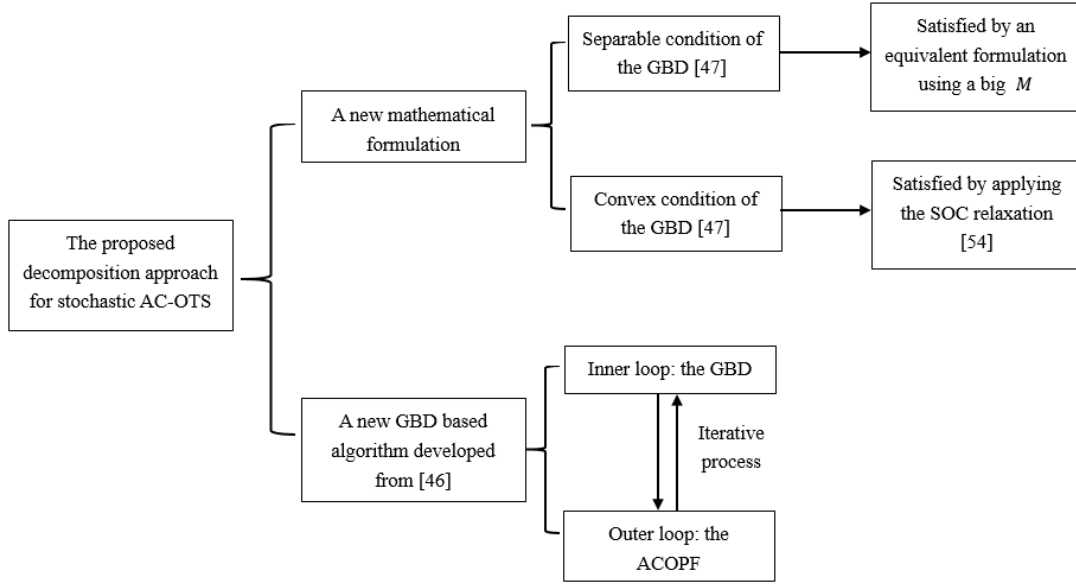 The proposed
decomposition approach
for stochastic AC-OTS
A new mathematical
formulation
Separable condition of
the GBD [47]
Satisfied by an
equivalent formulation
using a big M
Convex condition of
the GBD [47]
Satisfied by applying
the SOC relaxation
[54]
A new GBD based
algorithm developed
from [46]
Inner loop: the GBD
Iterative
process
Outer loop: the
ACOPF